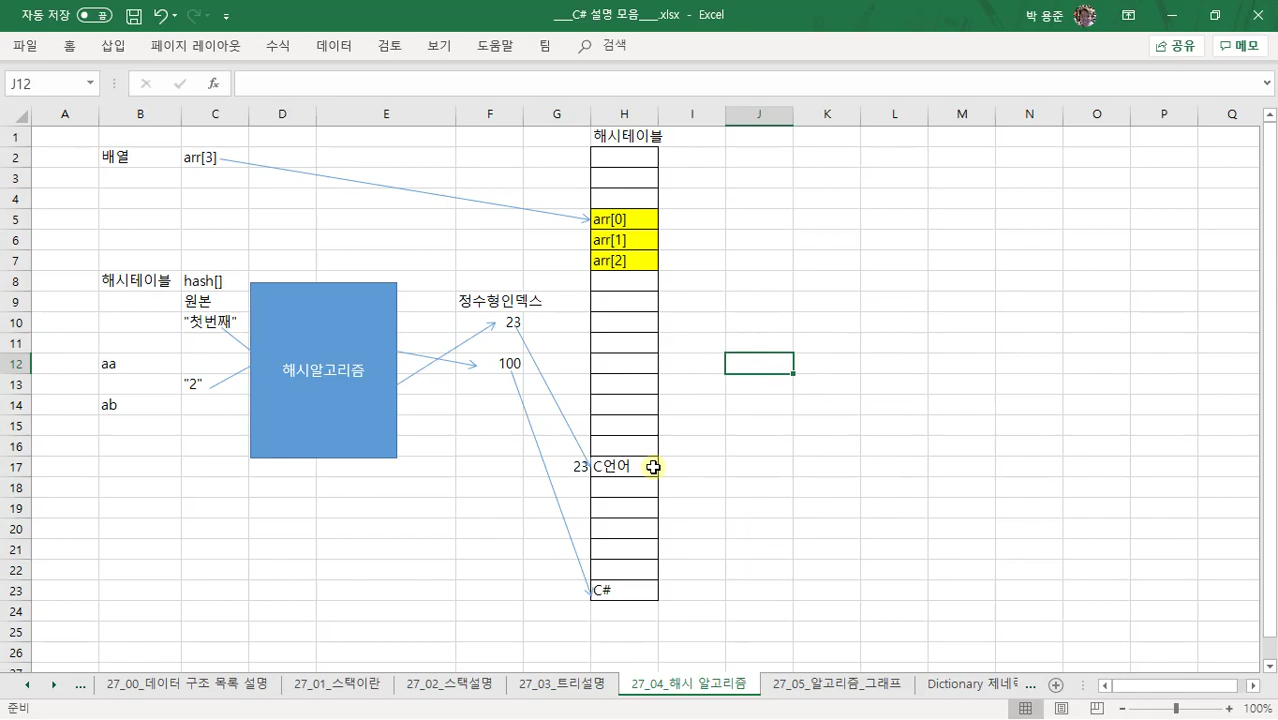 자동 저장
___C# 설명 모음___.xlsx - Excel
박 용준
파일 홈 삽입 페이지 레이아웃 수식 데이터 검토 보기 도움말 팀 검색 공유 메모
J12 fx
A B C D E F G H I J K L M N O P Q
1 해시테이블
2 배열 arr[3]
3
4
5 arr[0]
6 arr[1]
7 arr[2]
8 해시테이블 hash[]
9 원본 정수형인덱스
10 "첫번째" 23
11
12 aa 100
해시알고리즘
13 "2"
14 ab
15
16
17 23 C언어
18
19
20
21
22
23 C#
24
25
26
27
... 27_00_데이터 구조 목록 설명 27_01_스택이란 27_02_스택설명 27_03_트리설명 27_04_해시 알고리즘 27_05_알고리즘_그래프 Dictionary 제네 ...
준비 100%